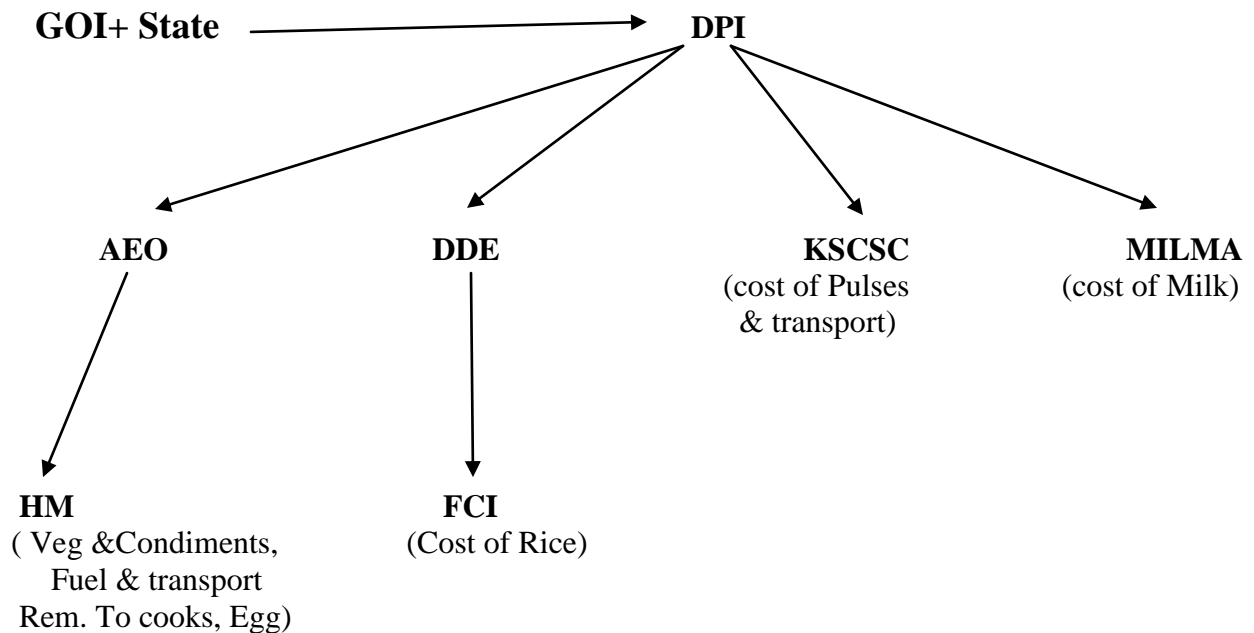 GOI+ State
DPI
AEO
DDE
KSCSC
(cost of Pulses
& transport)
MILMA
(cost of Milk)
HM
( Veg &Condiments,
Fuel & transport
Rem. To cooks, Egg)
FCI
(Cost of Rice)